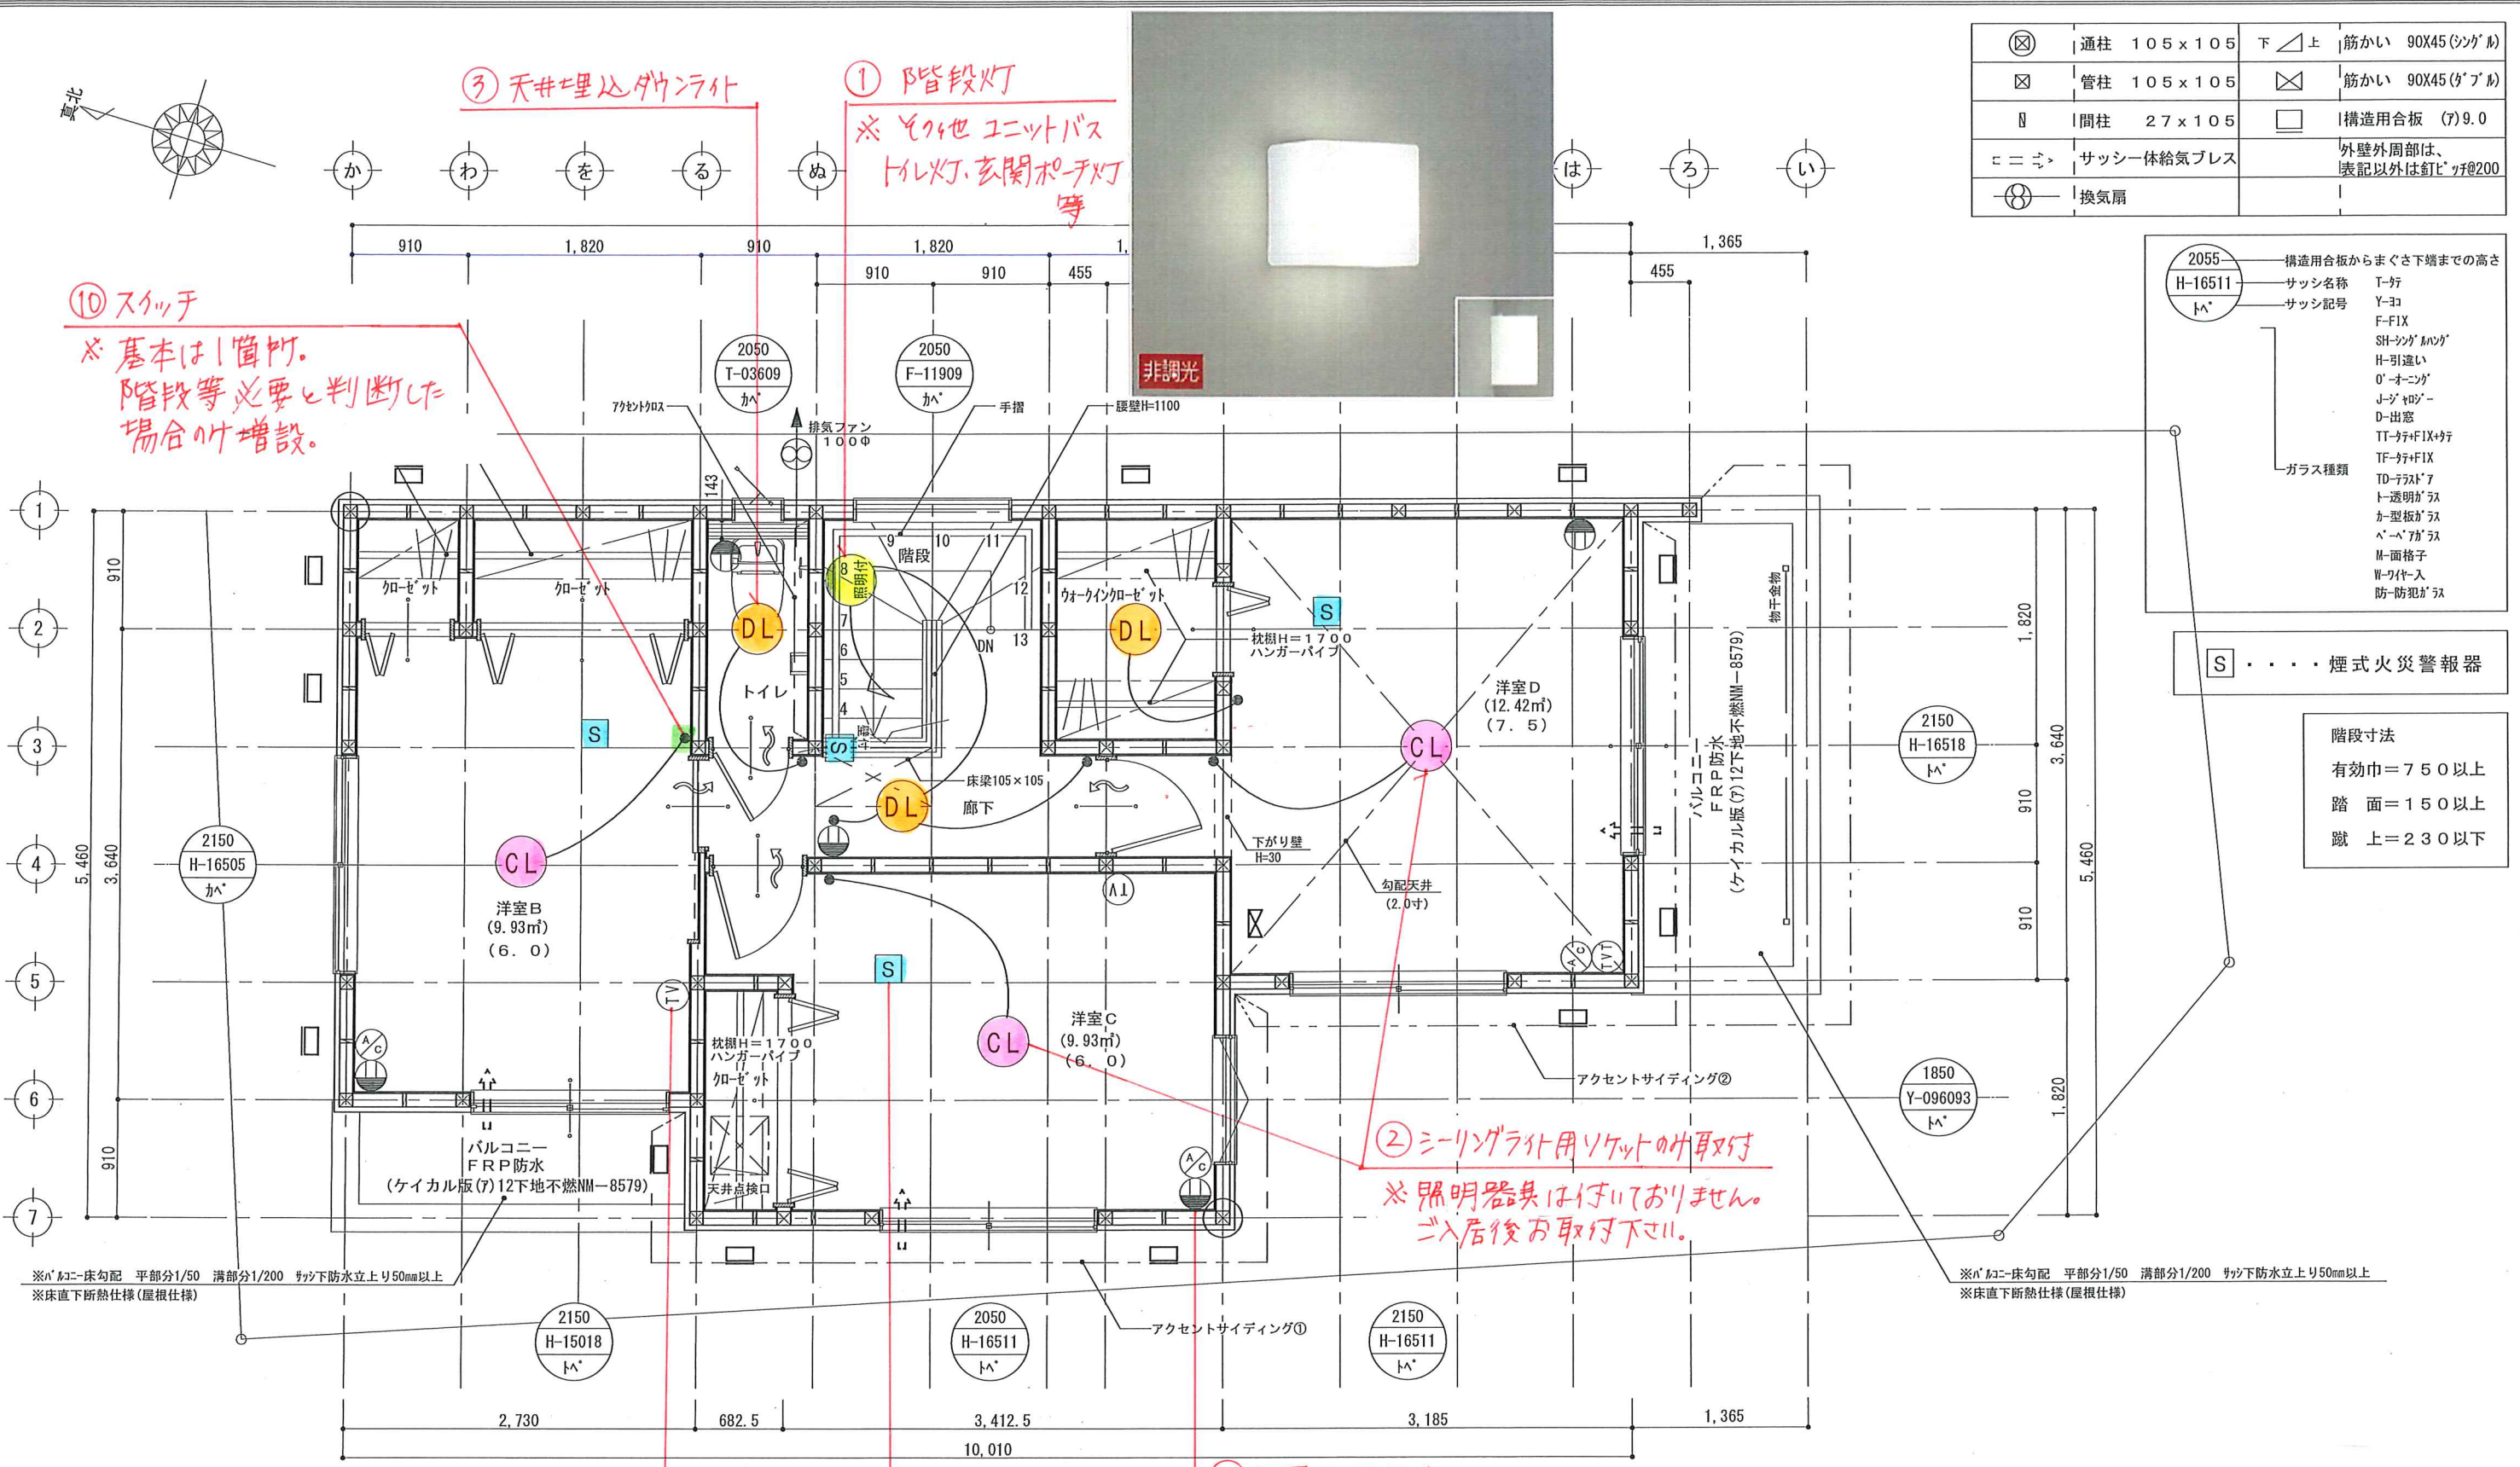 真北
③ 天井埋込ダウンライト
① 階段灯
※ その他 ユニットバス
トイレ灯、玄関ポーチ灯
等
⑩ スイッチ
※ 基本は1箇所。
階段等必要と判断した
場合のみ増設。
非調光
か
わ
を
る
ぬ
は
ろ
い
通柱 105x105
下 上
筋かい 90X45(ｼﾝｸﾞﾙ)
管柱 105x105
筋かい 90X45(ﾀﾞﾌﾞﾙ)
間柱 27x105
構造用合板 (ｱ)9.0
サッシ一体給気ブレス
外壁外周部は、
表記以外は釘ﾋﾟｯﾁ@200
換気扇
910
1,820
910
1,820
1,
1,365
910
910
455
455
2055
構造用合板からまぐさ下端までの高さ
H-16511
サッシ名称
ﾄﾍﾟ
サッシ記号
T-ﾀﾃ
Y-ﾖｺ
F-FIX
SH-ｼﾝｸﾞﾙﾊﾝｸﾞ
H-引違い
O-ｵｰﾆﾝｸﾞ
J-ｼﾞｬﾛｼﾞｰ
D-出窓
TT-ﾀﾃ+FIX+ﾀﾃ
TF-ﾀﾃ+FIX
TD-ﾃﾗｽﾄﾞｱ
ガラス種類
ﾄ-透明ｶﾞﾗｽ
ｶ-型板ｶﾞﾗｽ
ﾍﾟ-ﾍﾟｱｶﾞﾗｽ
M-面格子
W-ﾜｲﾔｰ入
防-防犯ｶﾞﾗｽ
S ・・・・煙式火災警報器
階段寸法
有効巾=750以上
踏 面=150以上
蹴 上=230以下
2050
T-03609
ｶﾍﾟ
2050
F-11909
ｶﾍﾟ
ｱｸｾﾝﾄｸﾛｽ
排気ファン
100Φ
手摺
腰壁H=1100
143
1
2
3
4
5
6
7
910
3,640
910
5,460
ｸﾛｰｾﾞｯﾄ
ｸﾛｰｾﾞｯﾄ
DL
トイレ
階段
照明付
4
5
6
7
8
9
10
11
12
13
DN
ｳｫｰｸｲﾝｸﾛｰｾﾞｯﾄ
DL
枕棚H=1700
ハンガーパイプ
S
S
S
洋室D
(12.42㎡)
(7.5)
CL
床梁105×105
DL
廊下
下がり壁
H=30
勾配天井
(2.0寸)
物干金物
バルコニー
FRP防水
(ケイカル版(ｱ)12下地不燃NM-8579)
1,820
910
910
3,640
1,820
5,460
2150
H-16518
ﾄﾍﾟ
2150
H-16505
ｶﾍﾟ
CL
洋室B
(9.93㎡)
(6.0)
TV
TV
TVT
A/C
A/C
A/C
S
CL
洋室C
(9.93㎡)
(6.0)
枕棚H=1700
ハンガーパイプ
ｸﾛｰｾﾞｯﾄ
天井点検口
バルコニー
FRP防水
(ケイカル版(ｱ)12下地不燃NM-8579)
アクセントサイディング②
1850
Y-096093
ﾄﾍﾟ
② シーリングライト用ソケットのみ取付
※ 照明器具は付いておりません。
ご入居後お取付下さい。
※ﾊﾞﾙｺﾆｰ床勾配 平部分1/50 溝部分1/200 ｻｯｼ下防水立上り50mm以上
※床直下断熱仕様(屋根仕様)
※ﾊﾞﾙｺﾆｰ床勾配 平部分1/50 溝部分1/200 ｻｯｼ下防水立上り50mm以上
※床直下断熱仕様(屋根仕様)
2150
H-15018
ﾄﾍﾟ
2050
H-16511
ﾄﾍﾟ
アクセントサイディング①
2150
H-16511
ﾄﾍﾟ
2,730
682.5
3,412.5
3,185
1,365
10,010